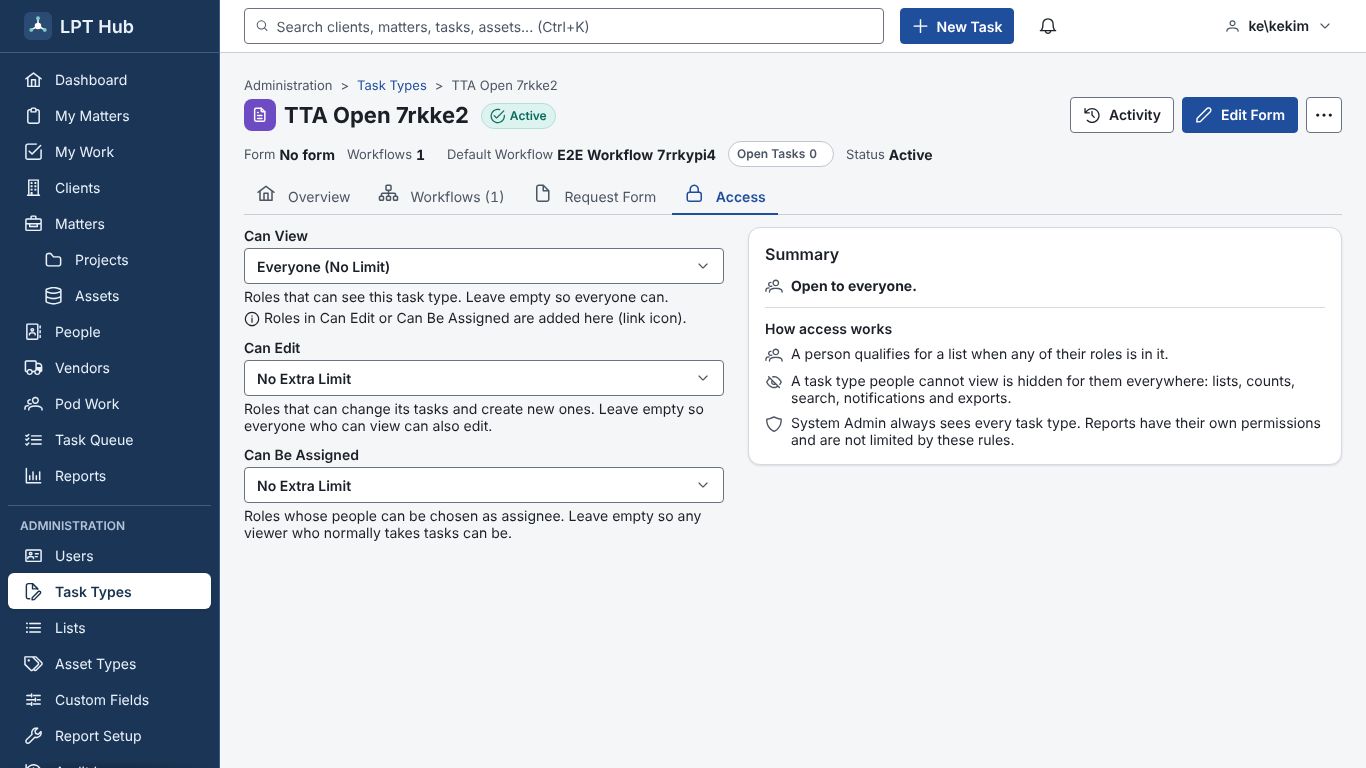 LPT Hub
Search clients, matters, tasks, assets... (Ctrl+K)
New Task
ke\kekim
Dashboard
My Matters
My Work
Clients
Matters
Projects
Assets
People
Vendors
Pod Work
Task Queue
Reports
ADMINISTRATION
Users
Task Types
Lists
Asset Types
Custom Fields
Report Setup
Administration > Task Types > TTA Open 7rkke2
TTA Open 7rkke2
Active
Activity
Edit Form
Form No form Workflows 1 Default Workflow E2E Workflow 7rrkypi4 Open Tasks 0 Status Active
Overview
Workflows (1)
Request Form
Access
Can View
Everyone (No Limit)
Roles that can see this task type. Leave empty so everyone can.
Roles in Can Edit or Can Be Assigned are added here (link icon).
Can Edit
No Extra Limit
Roles that can change its tasks and create new ones. Leave empty so
everyone who can view can also edit.
Can Be Assigned
No Extra Limit
Roles whose people can be chosen as assignee. Leave empty so any
viewer who normally takes tasks can be.
Summary
Open to everyone.
How access works
A person qualifies for a list when any of their roles is in it.
A task type people cannot view is hidden for them everywhere: lists, counts,
search, notifications and exports.
System Admin always sees every task type. Reports have their own permissions
and are not limited by these rules.